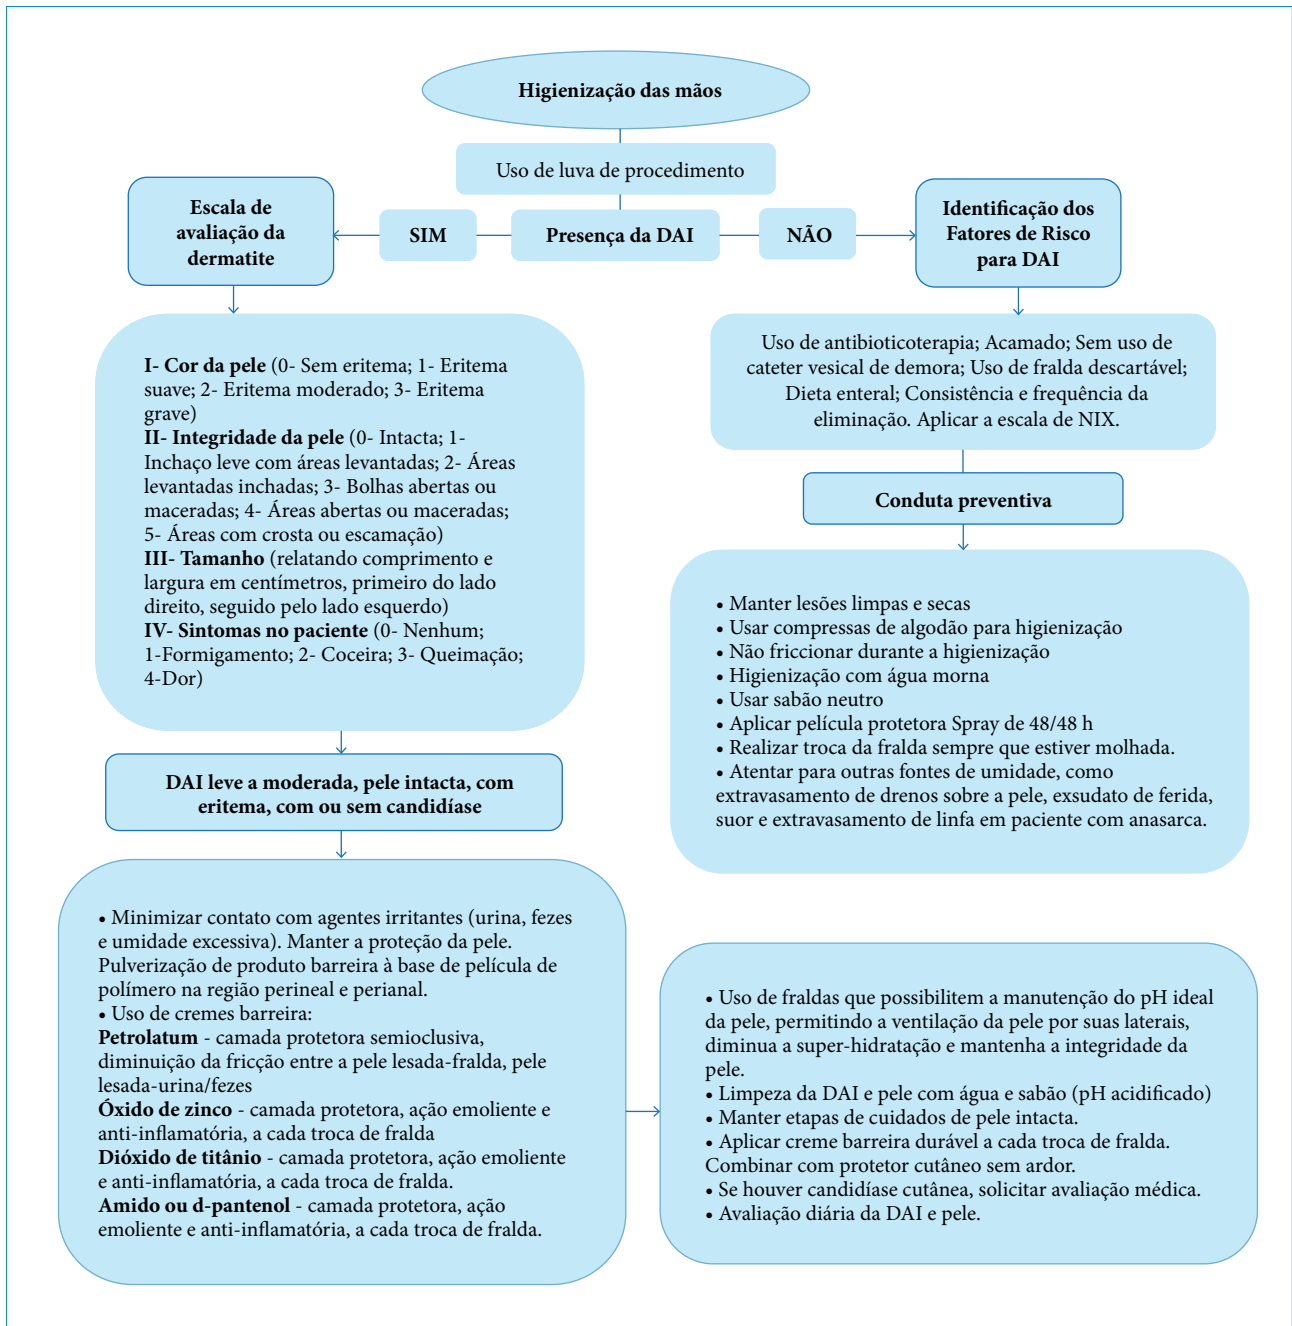 Higienização das mãos
Uso de luva de procedimento
Presença da DAI
SIM
NÃO
Escala de
avaliação da
dermatite
I- Cor da pele (0- Sem eritema; 1- Eritema
suave; 2- Eritema moderado; 3- Eritema
grave)
II- Integridade da pele (0- Intacta; 1-
Inchaço leve com áreas levantadas; 2- Áreas
levantadas inchadas; 3- Bolhas abertas ou
maceradas; 4- Áreas abertas ou maceradas;
5- Áreas com crosta ou escamação)
III- Tamanho (relatando comprimento e
largura em centímetros, primeiro do lado
direito, seguido pelo lado esquerdo)
IV- Sintomas no paciente (0- Nenhum;
1-Formigamento; 2- Coceira; 3- Queimação;
4-Dor)
DAI leve a moderada, pele intacta, com
eritema, com ou sem candidíase
• Minimizar contato com agentes irritantes (urina, fezes
e umidade excessiva). Manter a proteção da pele.
Pulverização de produto barreira à base de película de
polímero na região perineal e perianal.
• Uso de cremes barreira:
Petrolatum - camada protetora semioclusiva,
diminuição da fricção entre a pele lesada-fralda, pele
lesada-urina/fezes
Óxido de zinco - camada protetora, ação emoliente e
anti-inflamatória, a cada troca de fralda
Dióxido de titânio - camada protetora, ação emoliente
e anti-inflamatória, a cada troca de fralda.
Amido ou d-pantenol - camada protetora, ação
emoliente e anti-inflamatória, a cada troca de fralda.
Identificação dos
Fatores de Risco
para DAI
Uso de antibioticoterapia; Acamado; Sem uso de
cateter vesical de demora; Uso de fralda descartável;
Dieta enteral; Consistência e frequência da
eliminação. Aplicar a escala de NIX.
Conduta preventiva
• Manter lesões limpas e secas
• Usar compressas de algodão para higienização
• Não friccionar durante a higienização
• Higienização com água morna
• Usar sabão neutro
• Aplicar película protetora Spray de 48/48 h
• Realizar troca da fralda sempre que estiver molhada.
• Atentar para outras fontes de umidade, como
extravasamento de drenos sobre a pele, exsudato de ferida,
suor e extravasamento de linfa em paciente com anasarca.
• Uso de fraldas que possibilitem a manutenção do pH ideal
da pele, permitindo a ventilação da pele por suas laterais,
diminua a super-hidratação e mantenha a integridade da
pele.
• Limpeza da DAI e pele com água e sabão (pH acidificado)
• Manter etapas de cuidados de pele intacta.
• Aplicar creme barreira durável a cada troca de fralda.
Combinar com protetor cutâneo sem ardor.
• Se houver candidíase cutânea, solicitar avaliação médica.
• Avaliação diária da DAI e pele.